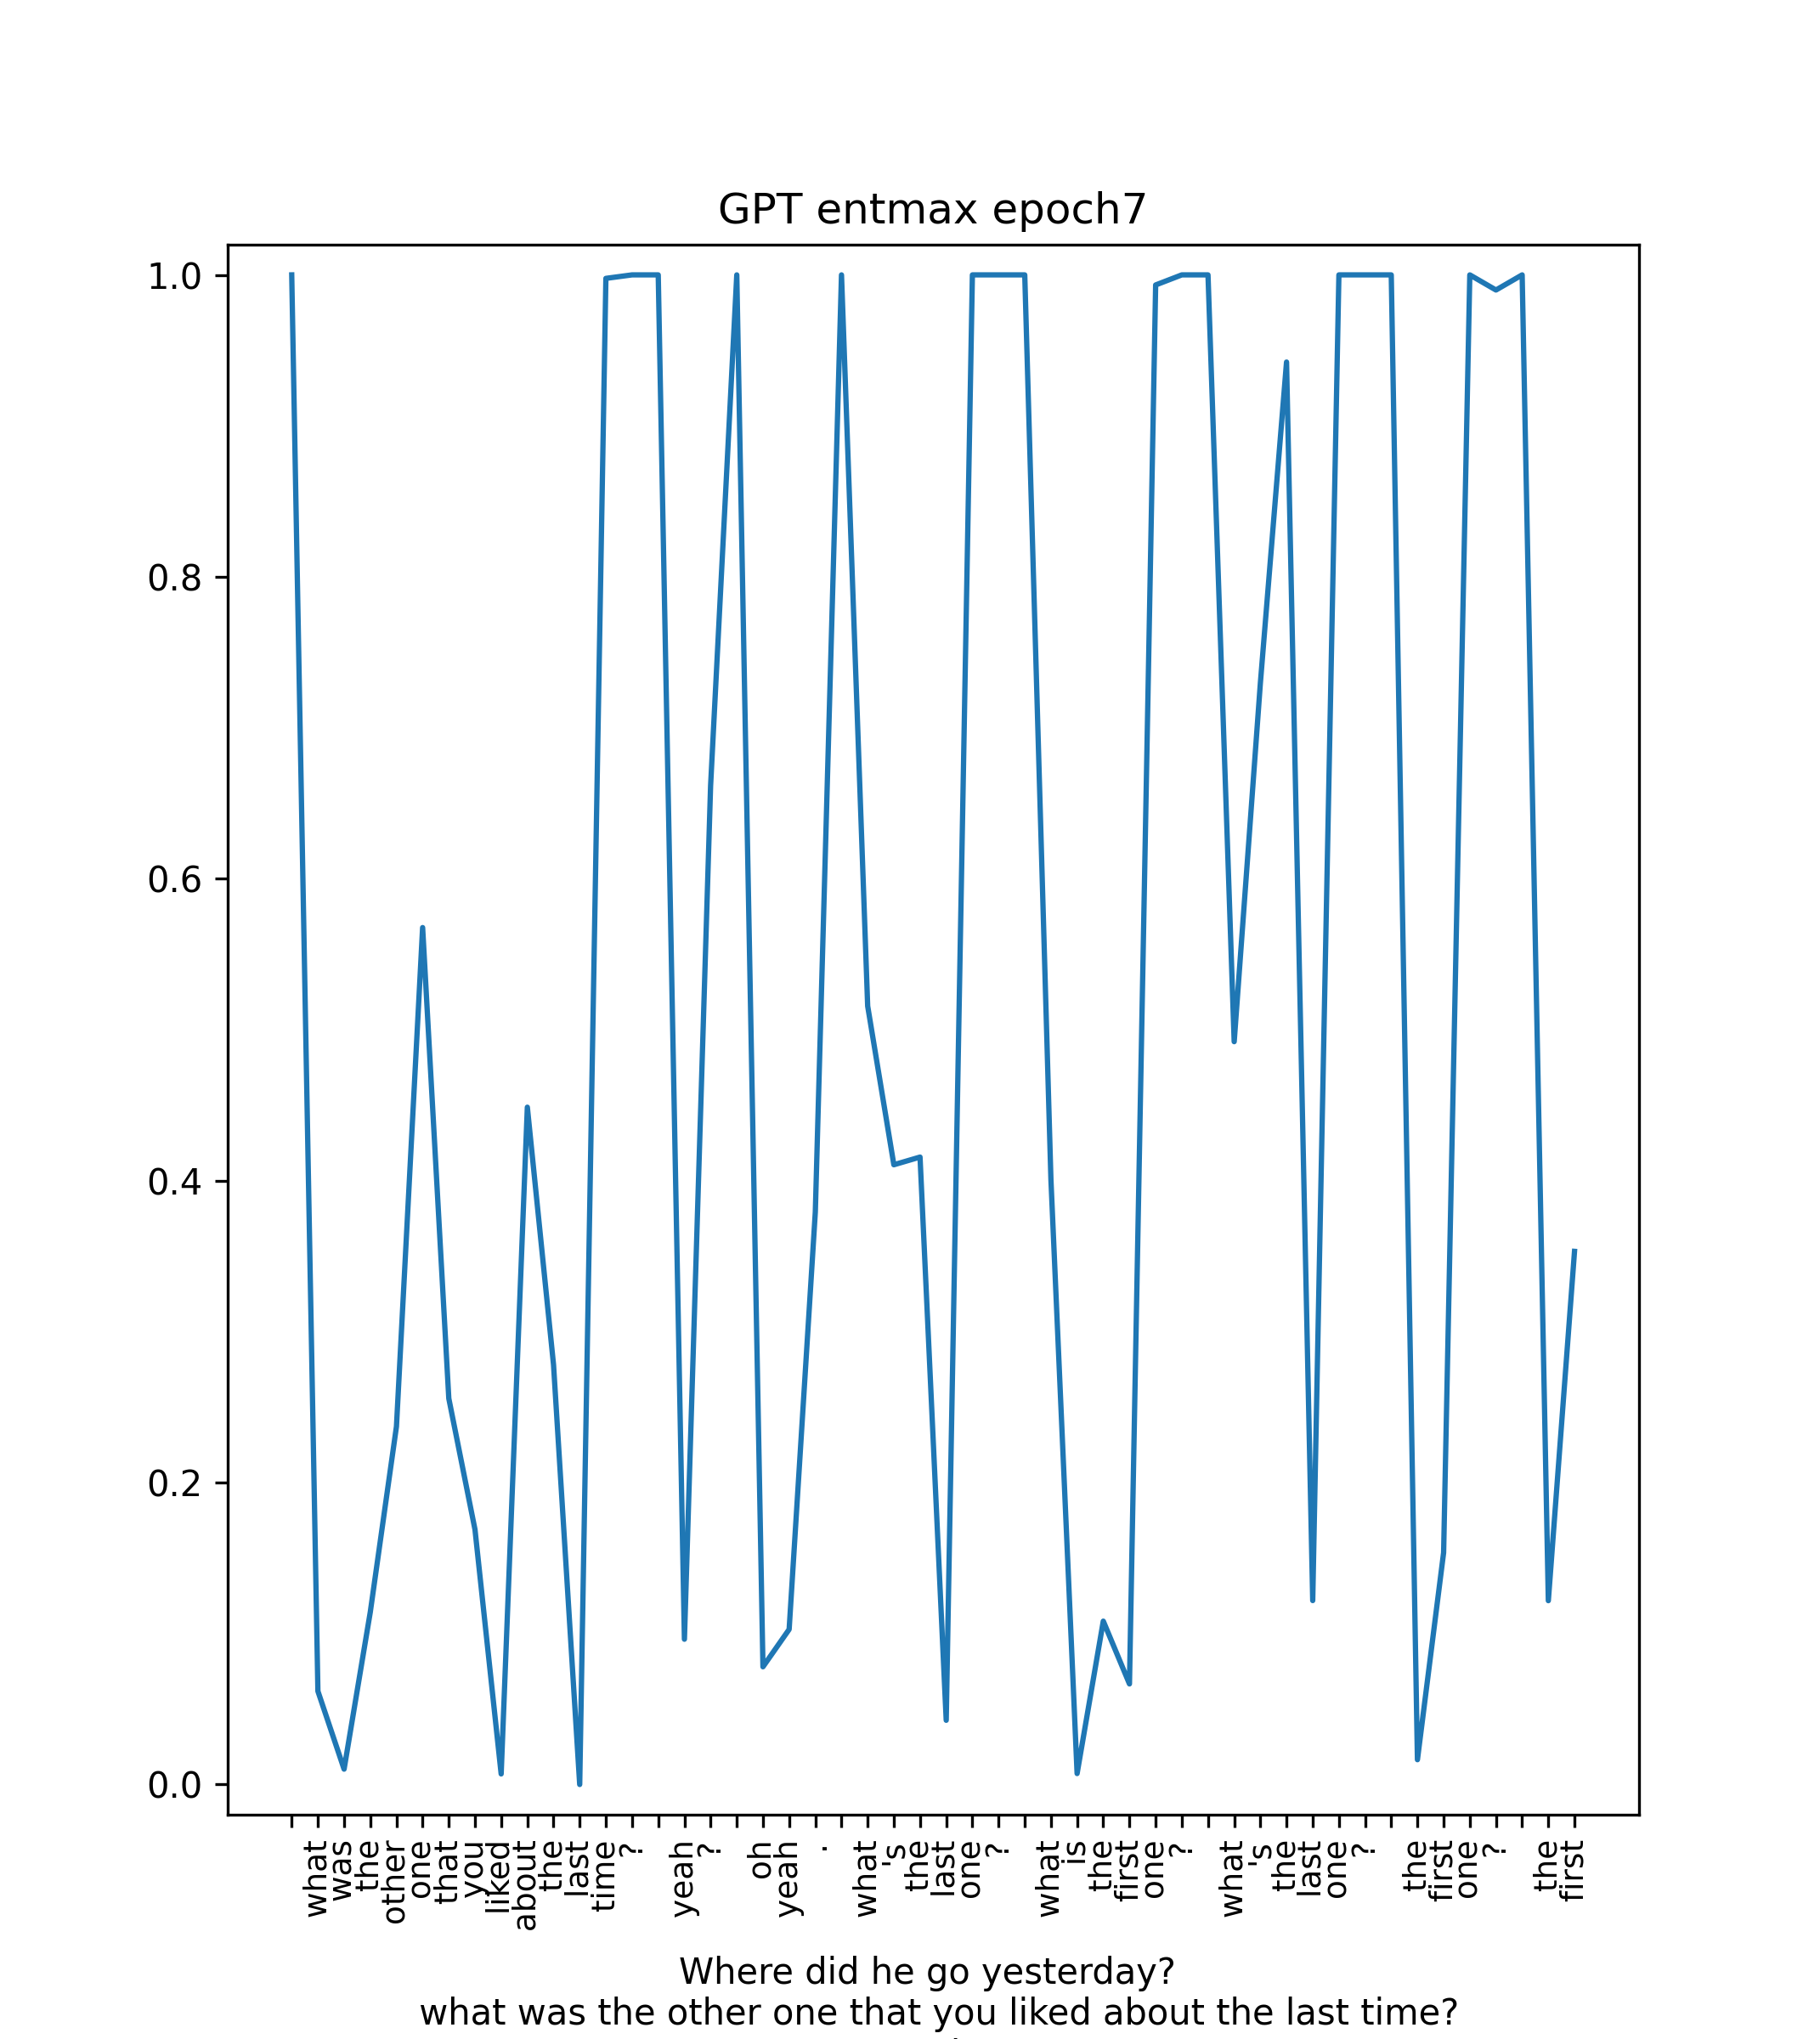 GPT entmax epoch7
1.0
0.8
0.6
0.4
0.2
0.0
what
was
the
other
one
that
you
liked
about
the
last
time
?
yeah
?
oh
yeah
.
what
's
the
last
one
?
what
is
the
first
one
?
what
's
the
last
one
?
the
first
one
?
the
first
Where did he go yesterday?
what was the other one that you liked about the last time?